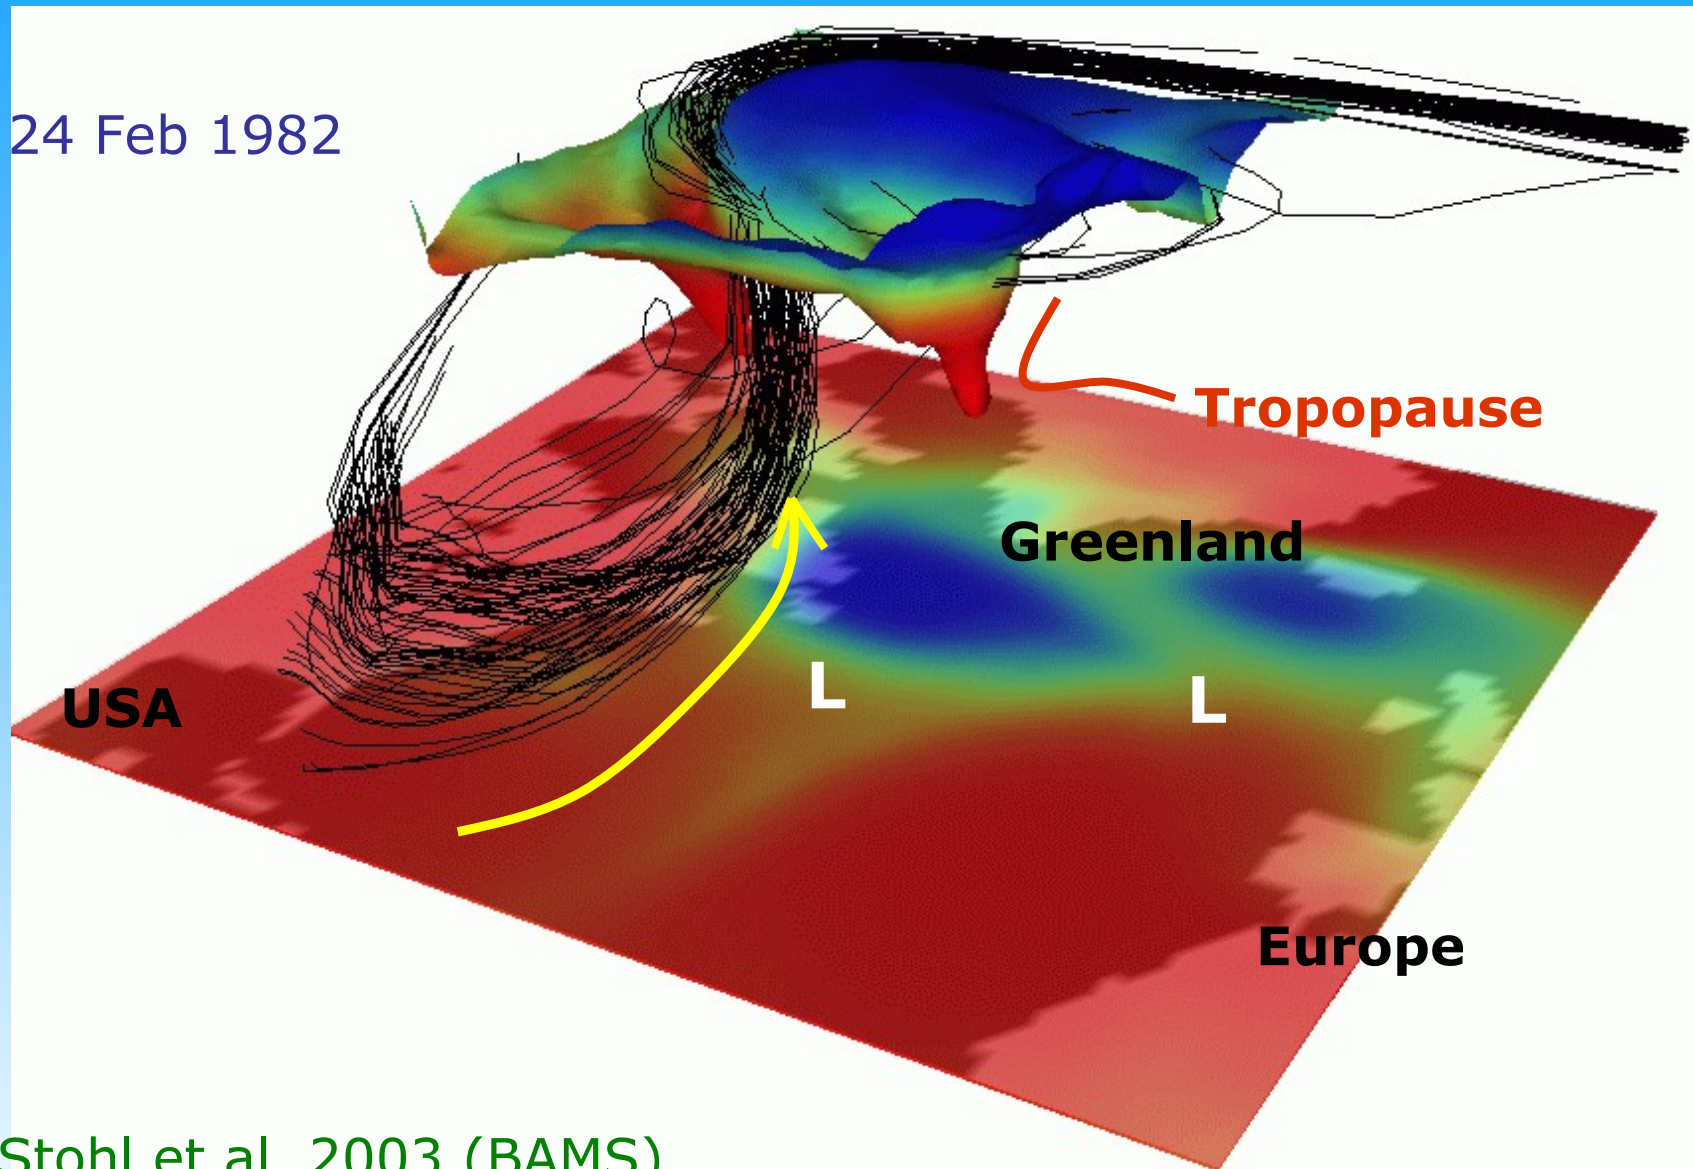 24 Feb 1982
Tropopause
Greenland
L
L
USA
Europe
Stohl et al. 2003 (BAMS)